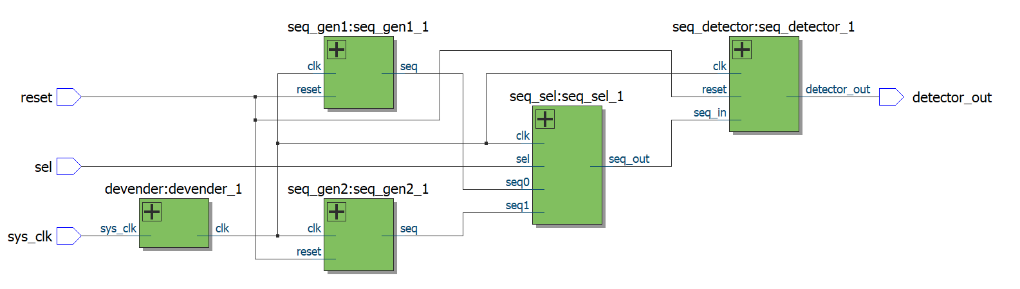 seq_gen1:seq_gen1_1
seq_detector:seq_detector_1
clk
seq
clk
reset
reset
reset
detector_out
detector_out
seq_sel:seq_sel_1
seq_in
clk
sel
sel
seq_out
devender:devender_1
seq_gen2:seq_gen2_1
seq0
seq1
sys_clk
sys_clk
clk
clk
seq
reset